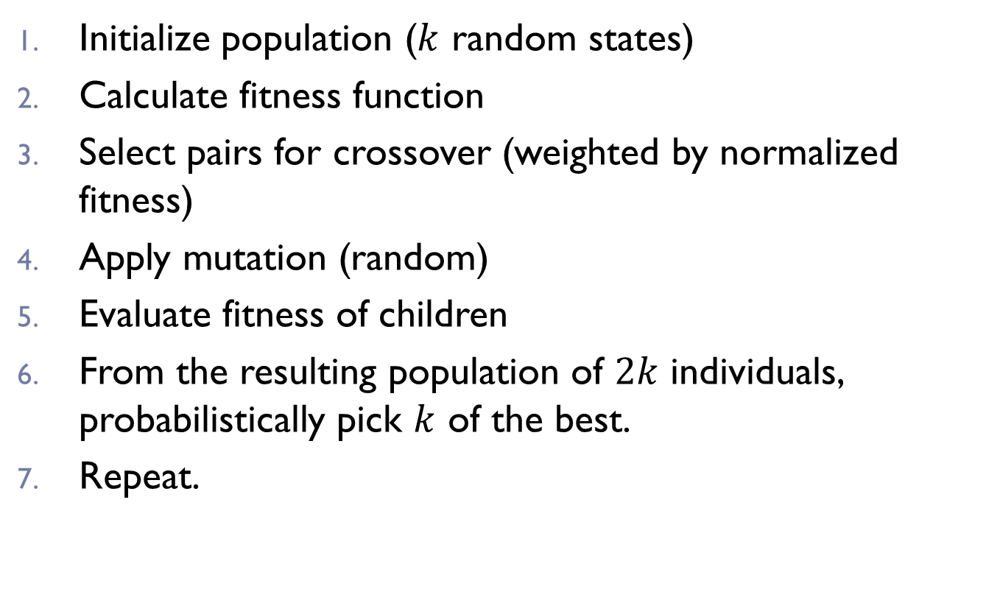 1. Initialize population (k random states)
2. Calculate fitness function
3. Select pairs for crossover (weighted by normalized
fitness)
4. Apply mutation (random)
5. Evaluate fitness of children
6. From the resulting population of 2k individuals,
probabilistically pick k of the best.
7. Repeat.